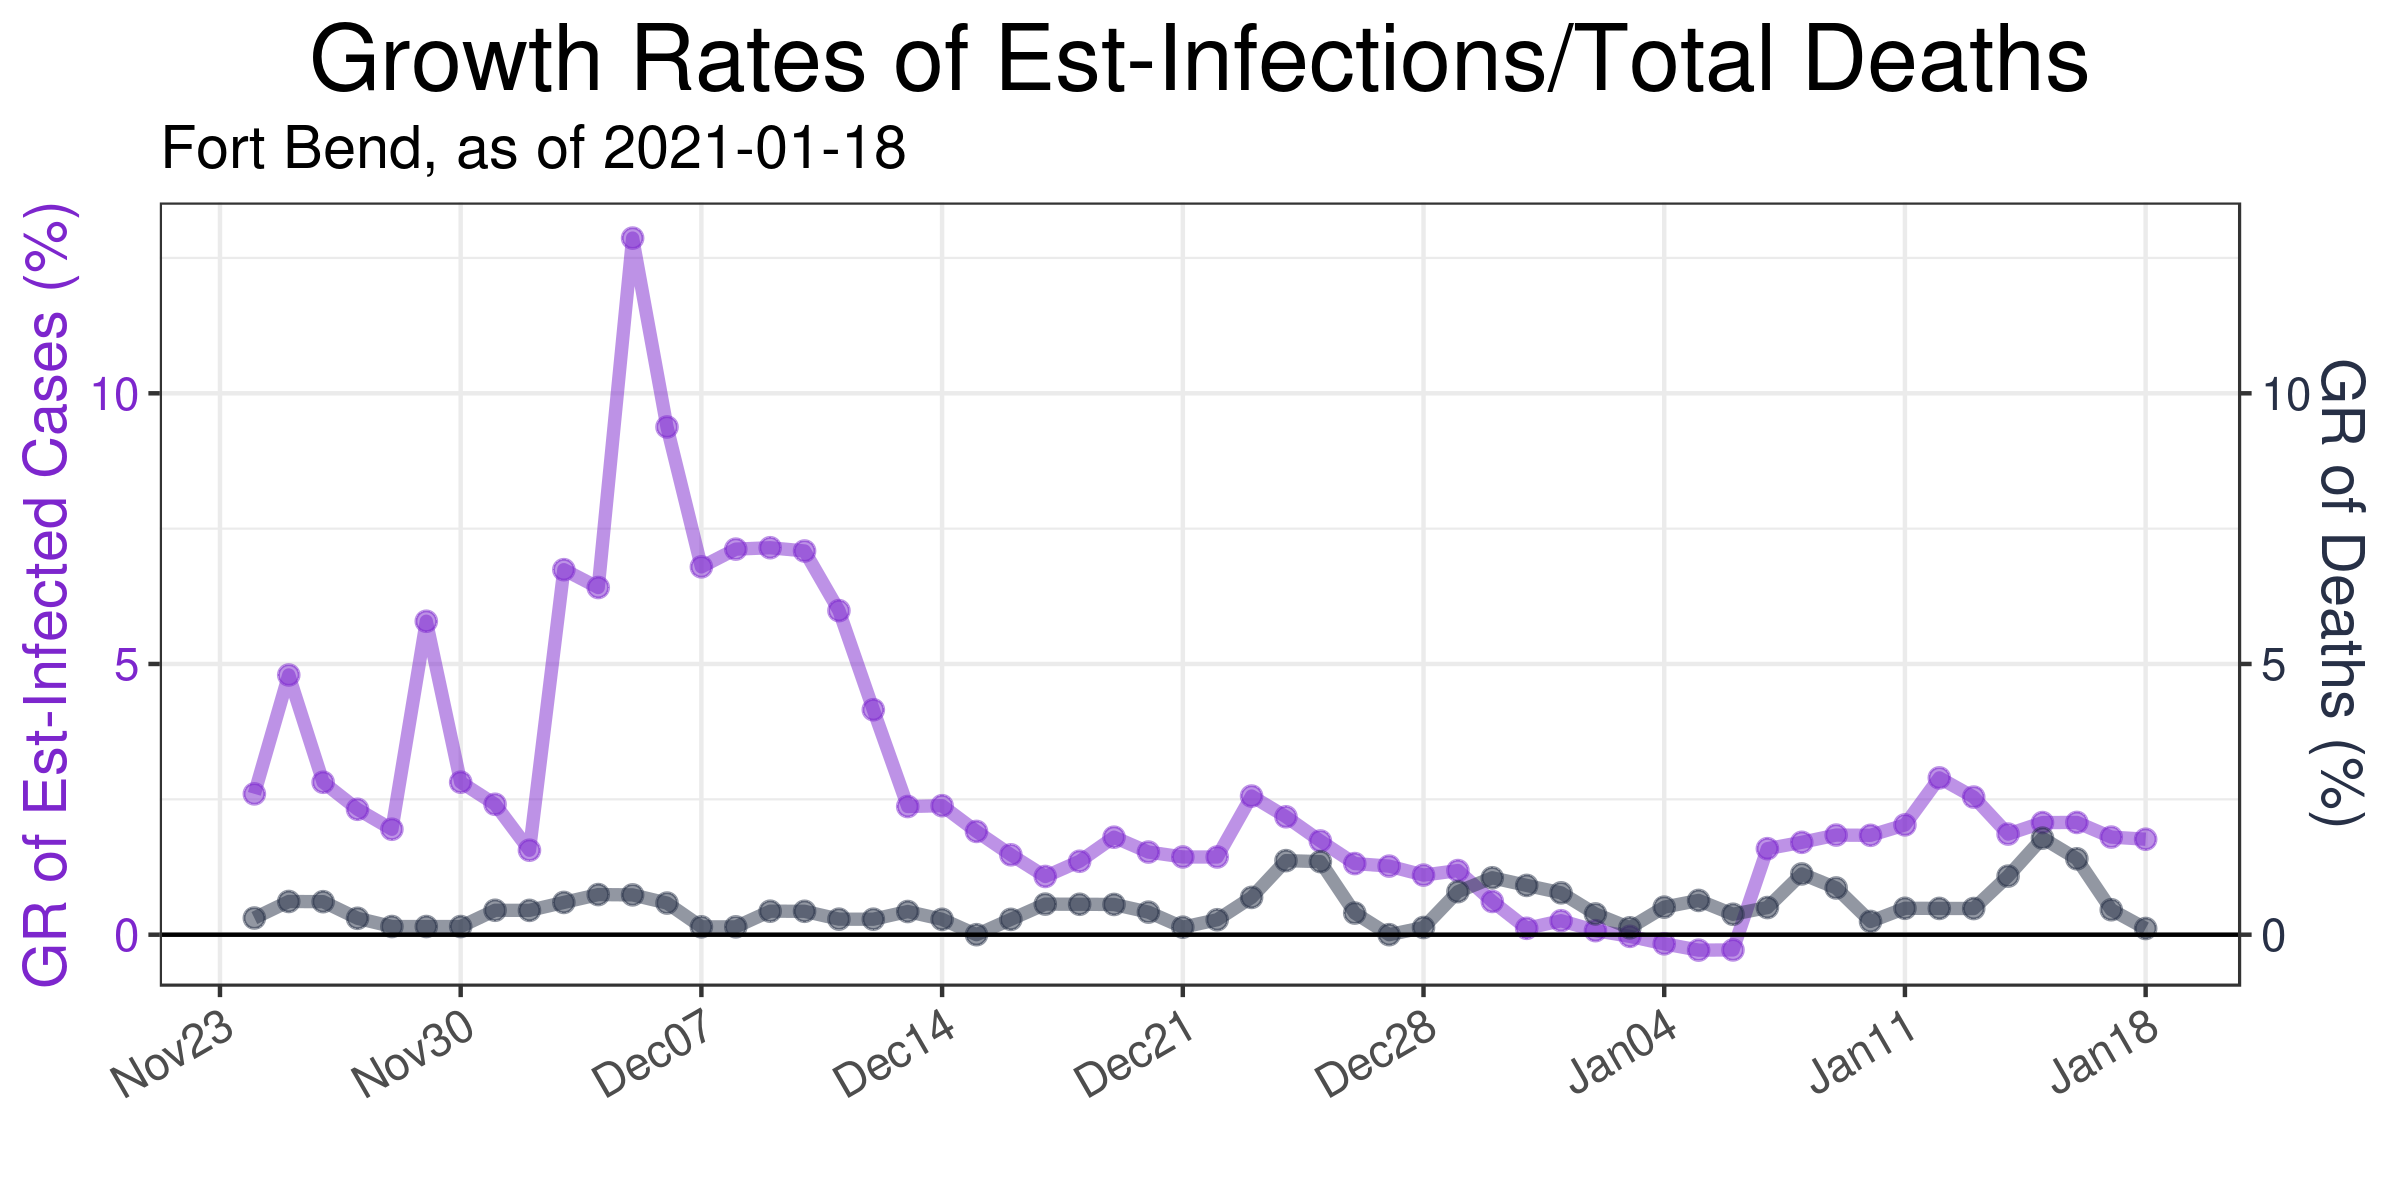 Growth Rates of Est-Infections/Total Deaths
Fort Bend, as of 2021-01-18
GR of Est-Infected Cases (%)
10
5
0
10
5
0
GR of Deaths (%)
Nov23
Nov30
Dec07
Dec14
Dec21
Dec28
Jan04
Jan11
Jan18